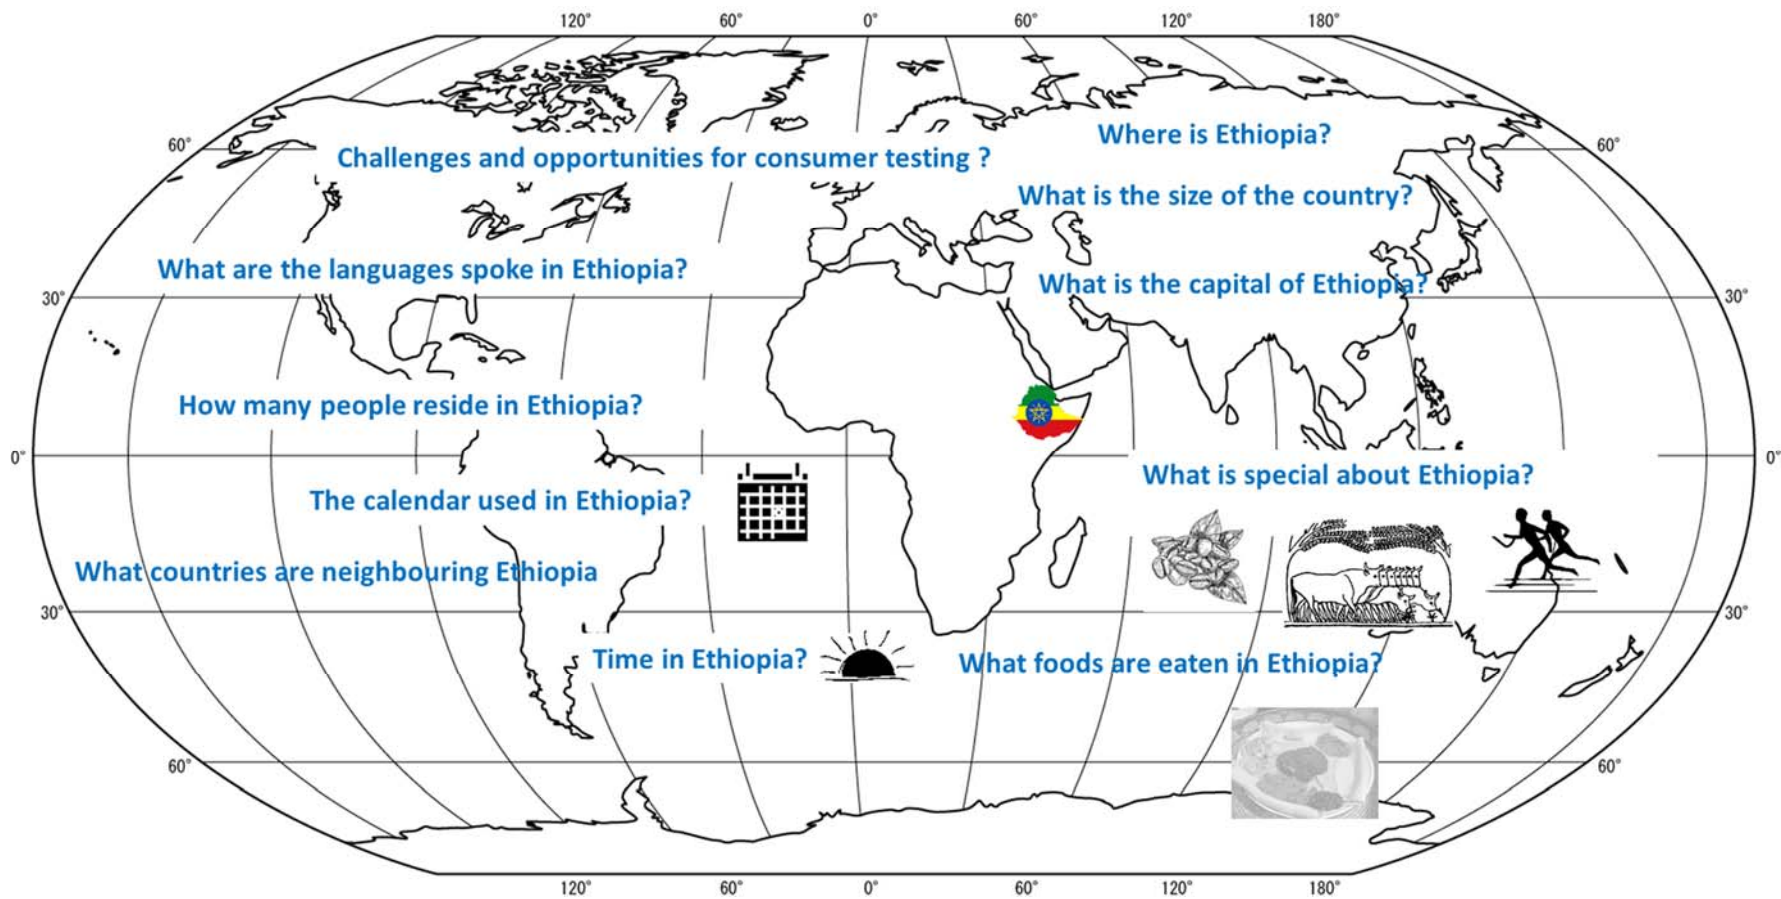 120° 60° 0° 60° 120° 180°
Where is Ethiopia?
60° 60°
Challenges and opportunities for consumer testing ?
What is the size of the country?
What are the languages spoke in Ethiopia?
What is the capital of Ethiopia?
30° 30°
How many people reside in Ethiopia?
0° 0°
What is special about Ethiopia?
The calendar used in Ethiopia?
What countries are neighbouring Ethiopia
30° 30°
Time in Ethiopia?
What foods are eaten in Ethiopia?
60° 60°
120° 60° 0° 60° 120° 180°